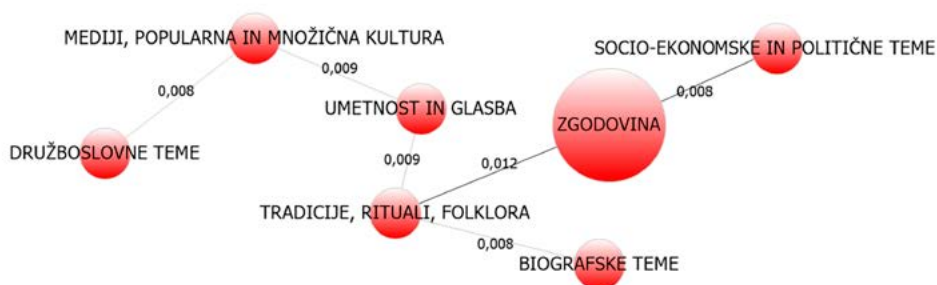 MEDIJI, POPULARNA IN MNOŽIČNA KULTURA
SOCIO-EKONOMSKE IN POLITIČNE TEME
0,009
0,008
0,008
UMETNOST IN GLASBA
ZGODOVINA
DRUŽBOSLOVNE TEME
0,009
0,012
TRADICIJE, RITUALI, FOLKLORA
0,008
BIOGRAFSKE TEME